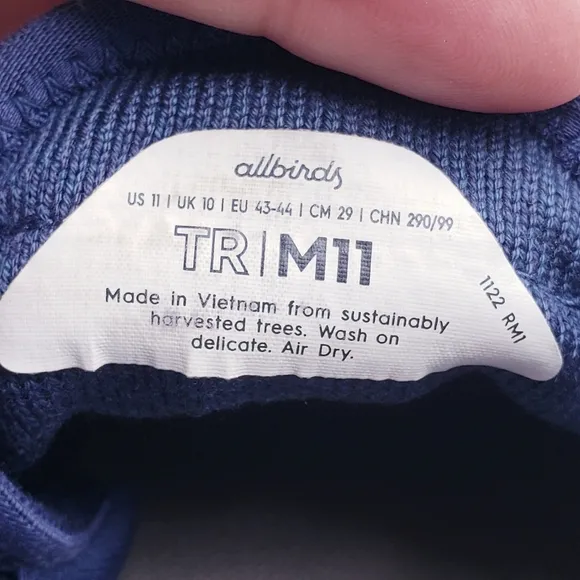 allbirds
US 11 | UK 10 | EU 43-44 | CM 29 | CHN 290/99
TR | M11
Made in Vietnam from sustainably
harvested trees. Wash on
delicate. Air Dry.
1122 RM1